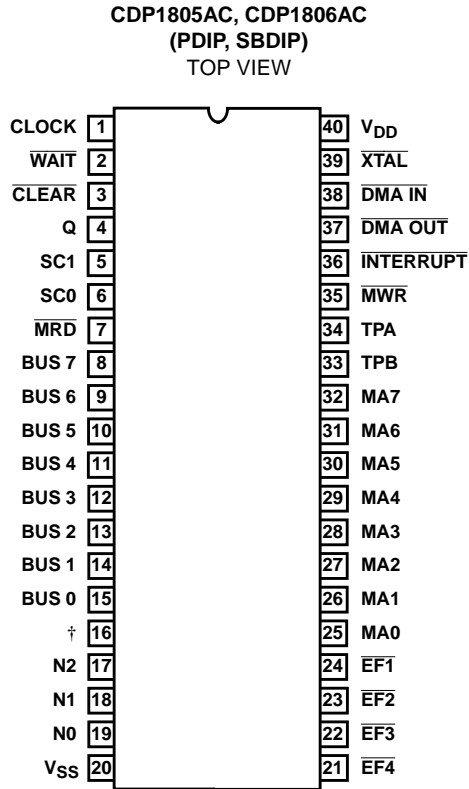 CDP1805AC, CDP1806AC
(PDIP, SBDIP)
TOP VIEW
CLOCK 1 40 VDD
WAIT 2 39 XTAL
CLEAR 3 38 DMA IN
Q 4 37 DMA OUT
SC1 5 36 INTERRUPT
SC0 6 35 MWR
MRD 7 34 TPA
BUS 7 8 33 TPB
BUS 6 9 32 MA7
BUS 5 10 31 MA6
BUS 4 11 30 MA5
BUS 3 12 29 MA4
BUS 2 13 28 MA3
BUS 1 14 27 MA2
BUS 0 15 26 MA1
† 16 25 MA0
N2 17 24 EF1
N1 18 23 EF2
N0 19 22 EF3
VSS 20 21 EF4